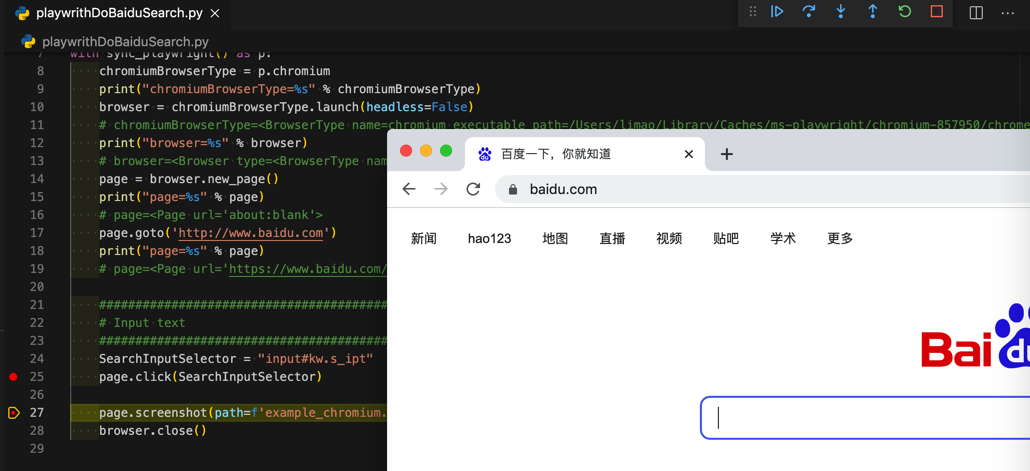 playwrithDoBaiduSearch.py
playwrithDoBaiduSearch.py
7 with sync_playwright() as p:
8 chromiumBrowserType = p.chromium
9 print("chromiumBrowserType=%s" % chromiumBrowserType)
10 browser = chromiumBrowserType.launch(headless=False)
11 # chromiumBrowserType=<BrowserType name=chromium executable_path=/Users/limao/Library/Caches/ms-playwright/chromium-857950/chrome
12 print("browser=%s" % browser)
13 # browser=<Browser type=<BrowserType nam
14 page = browser.new_page()
15 print("page=%s" % page)
16 # page=<Page url='about:blank'>
17 page.goto('http://www.baidu.com')
18 print("page=%s" % page)
19 # page=<Page url='https://www.baidu.com/
20
21 ########################################
22 # Input text
23 ########################################
24 SearchInputSelector = "input#kw.s_ipt"
25 page.click(SearchInputSelector)
26
27 page.screenshot(path=f'example_chromium.
28 browser.close()
29
百度一下，你就知道
baidu.com
新闻 hao123 地图 直播 视频 贴吧 学术 更多
Bai du